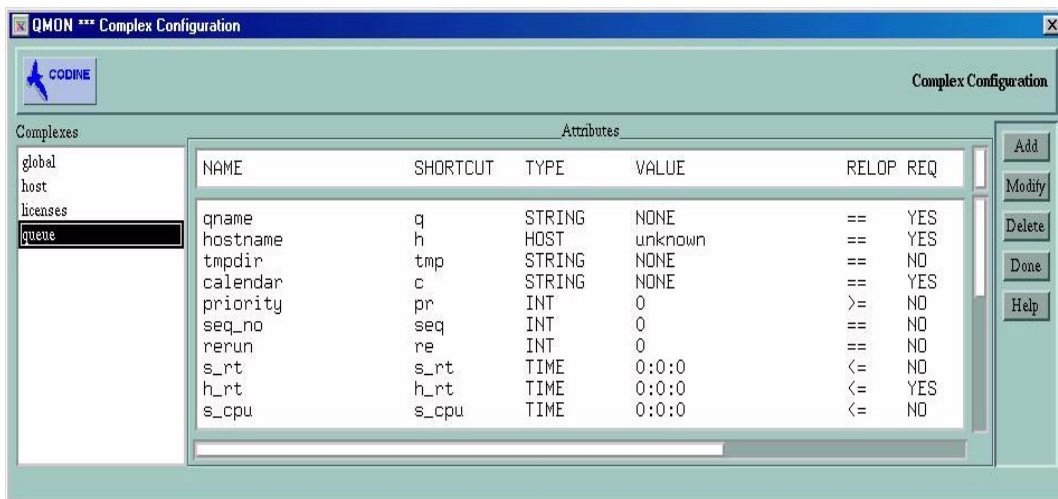 QMON *** Complex Configuration
CODINE
Complex Configuration
Complexes
global
host
licenses
queue
Attributes
NAME SHORTCUT TYPE VALUE RELOP REQ
qname q STRING NONE == YES
hostname h HOST unknown == YES
tmpdir tmp STRING NONE == NO
calendar c STRING NONE == YES
priority pr INT 0 >= NO
seq_no seq INT 0 == NO
rerun re INT 0 == NO
s_rt s_rt TIME 0:0:0 <= NO
h_rt h_rt TIME 0:0:0 <= YES
s_cpu s_cpu TIME 0:0:0 <= NO
Add
Modify
Delete
Done
Help